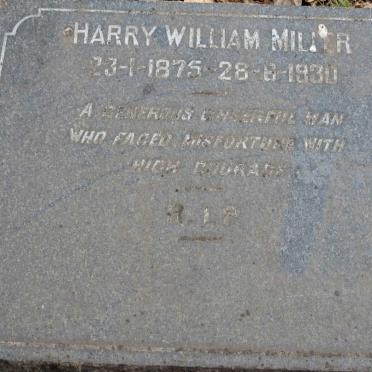 HARRY WILLIAM MILLER
23-1-1875 - 28-6-1930
A GENEROUS CHEERFUL MAN
WHO FACED MISFORTUNE WITH
HIGH COURAGE
R.I.P